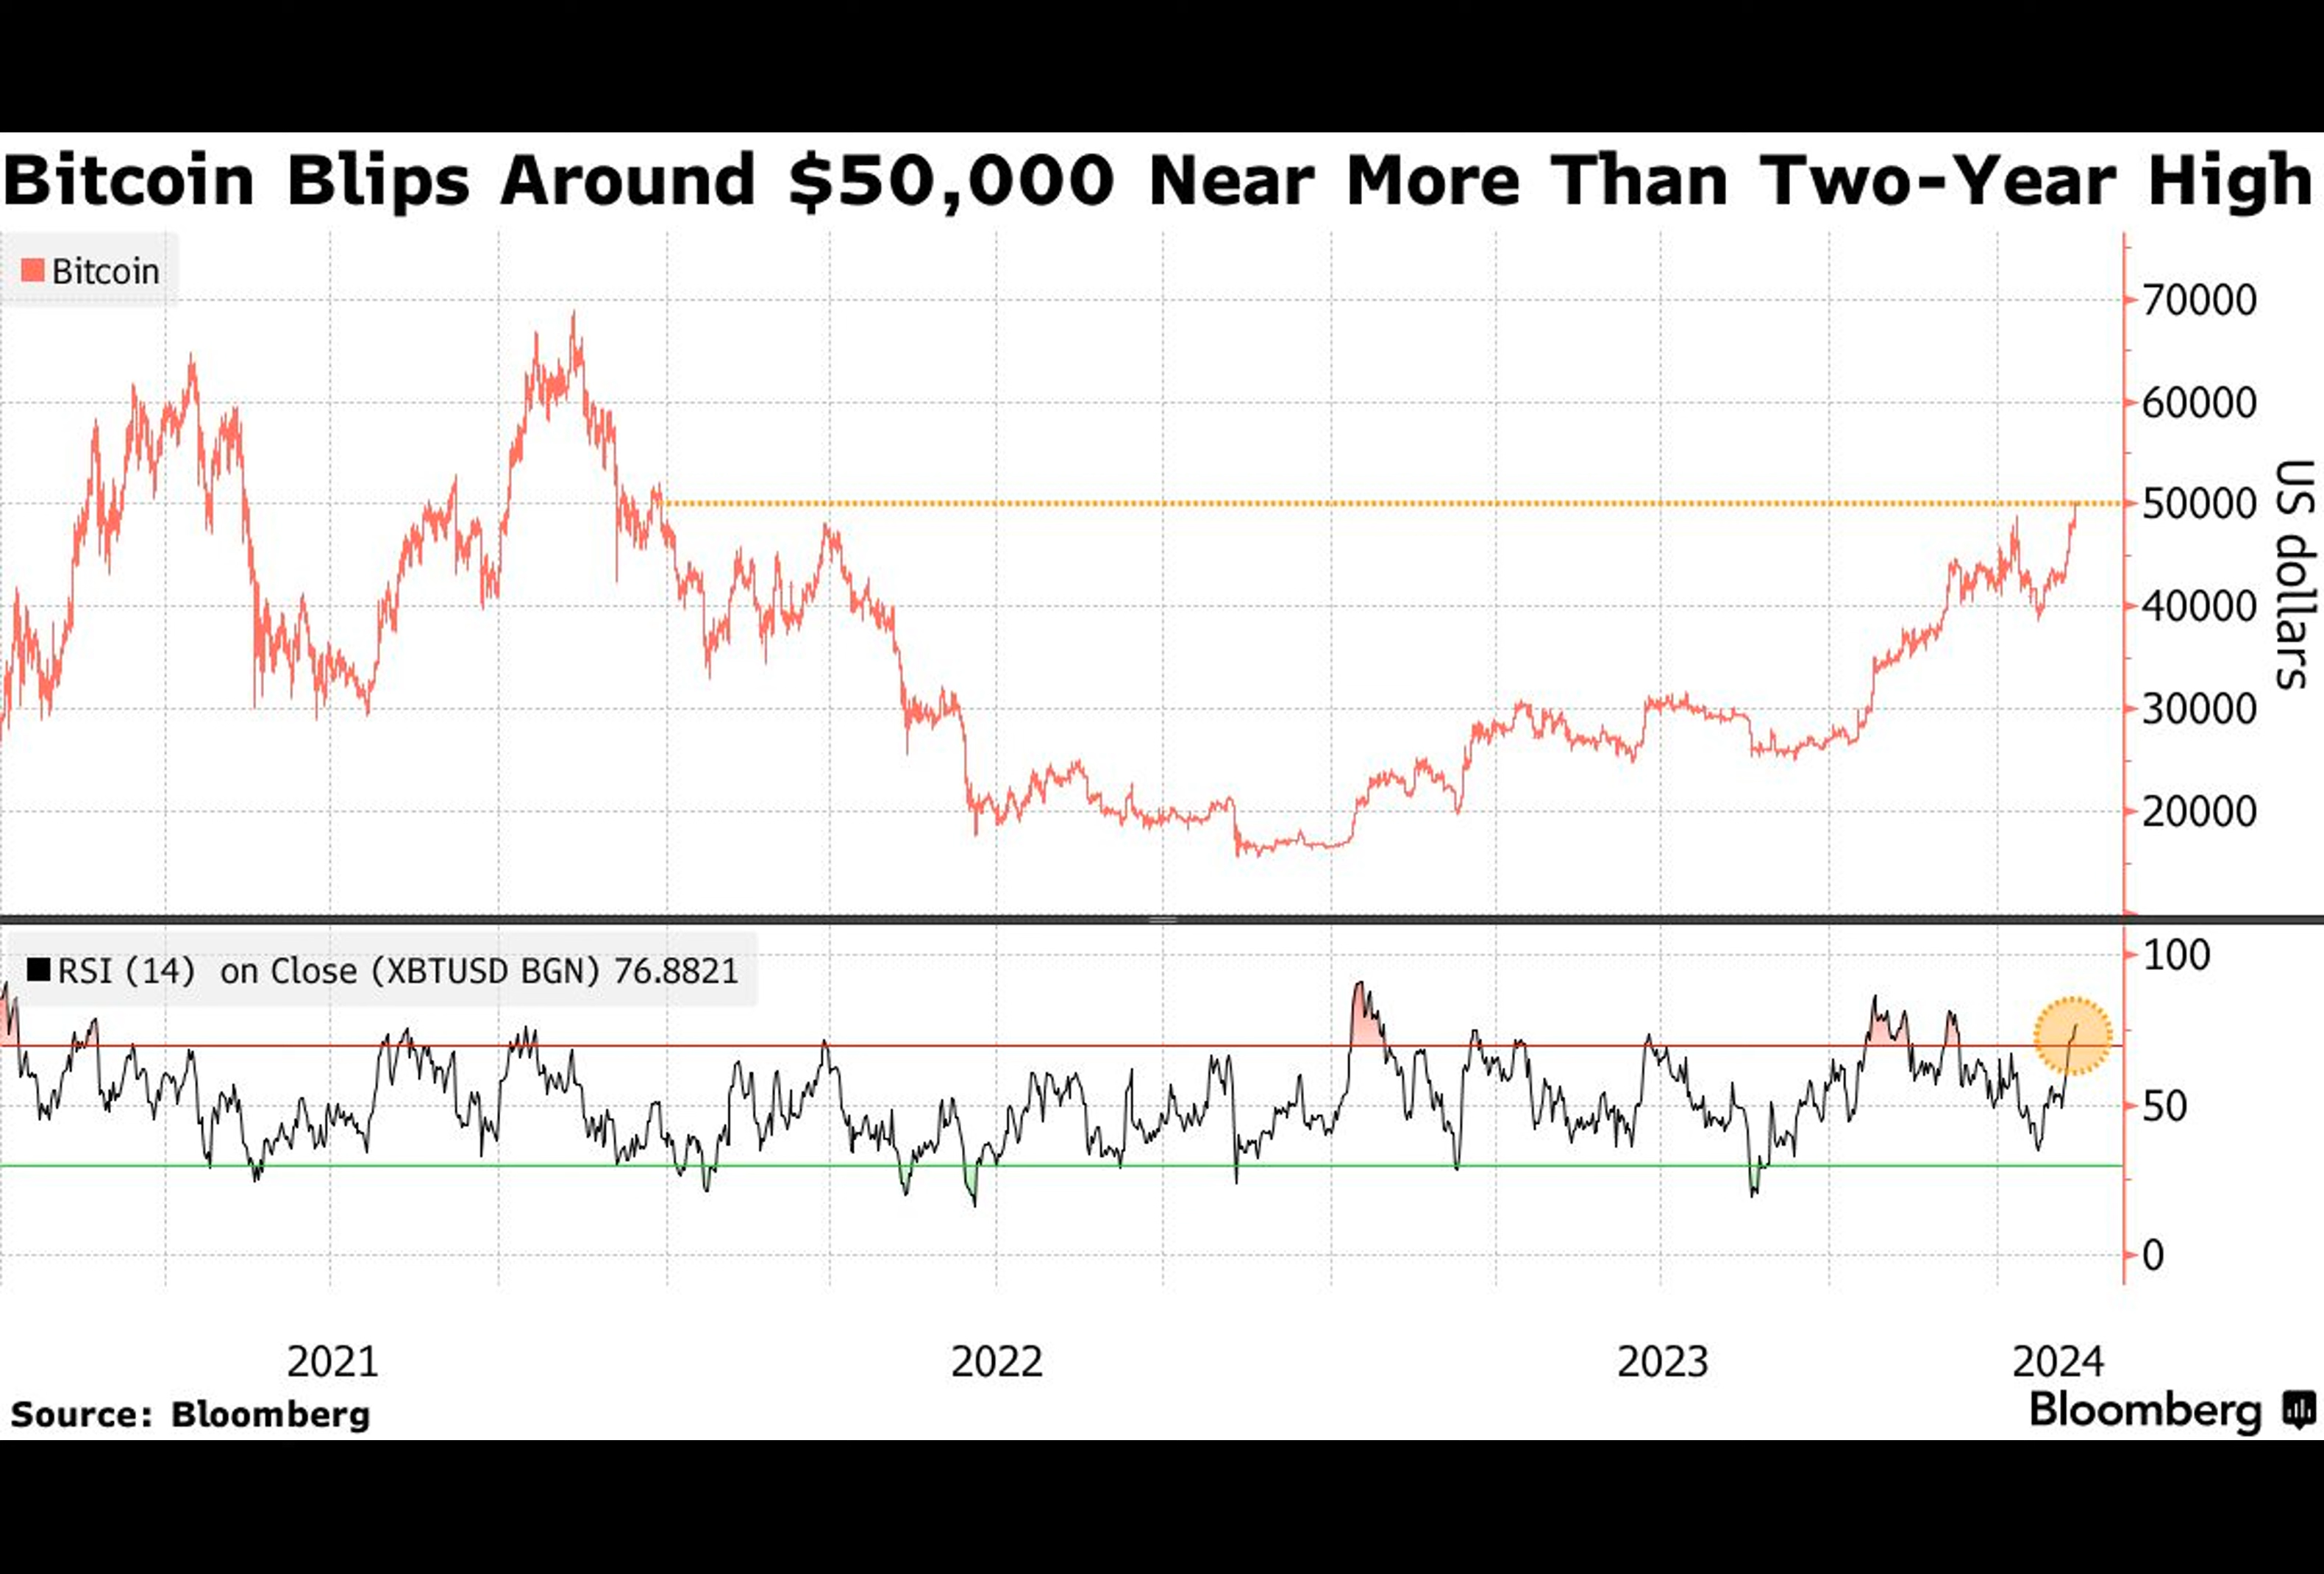 Bitcoin Blips Around $50,000 Near More Than Two-Year High
Bitcoin
70000
60000
50000
40000
30000
20000
US dollars
RSI (14) on Close (XBTUSD BGN) 76.8821
100
50
0
2021 2022 2023 2024
Source: Bloomberg
Bloomberg